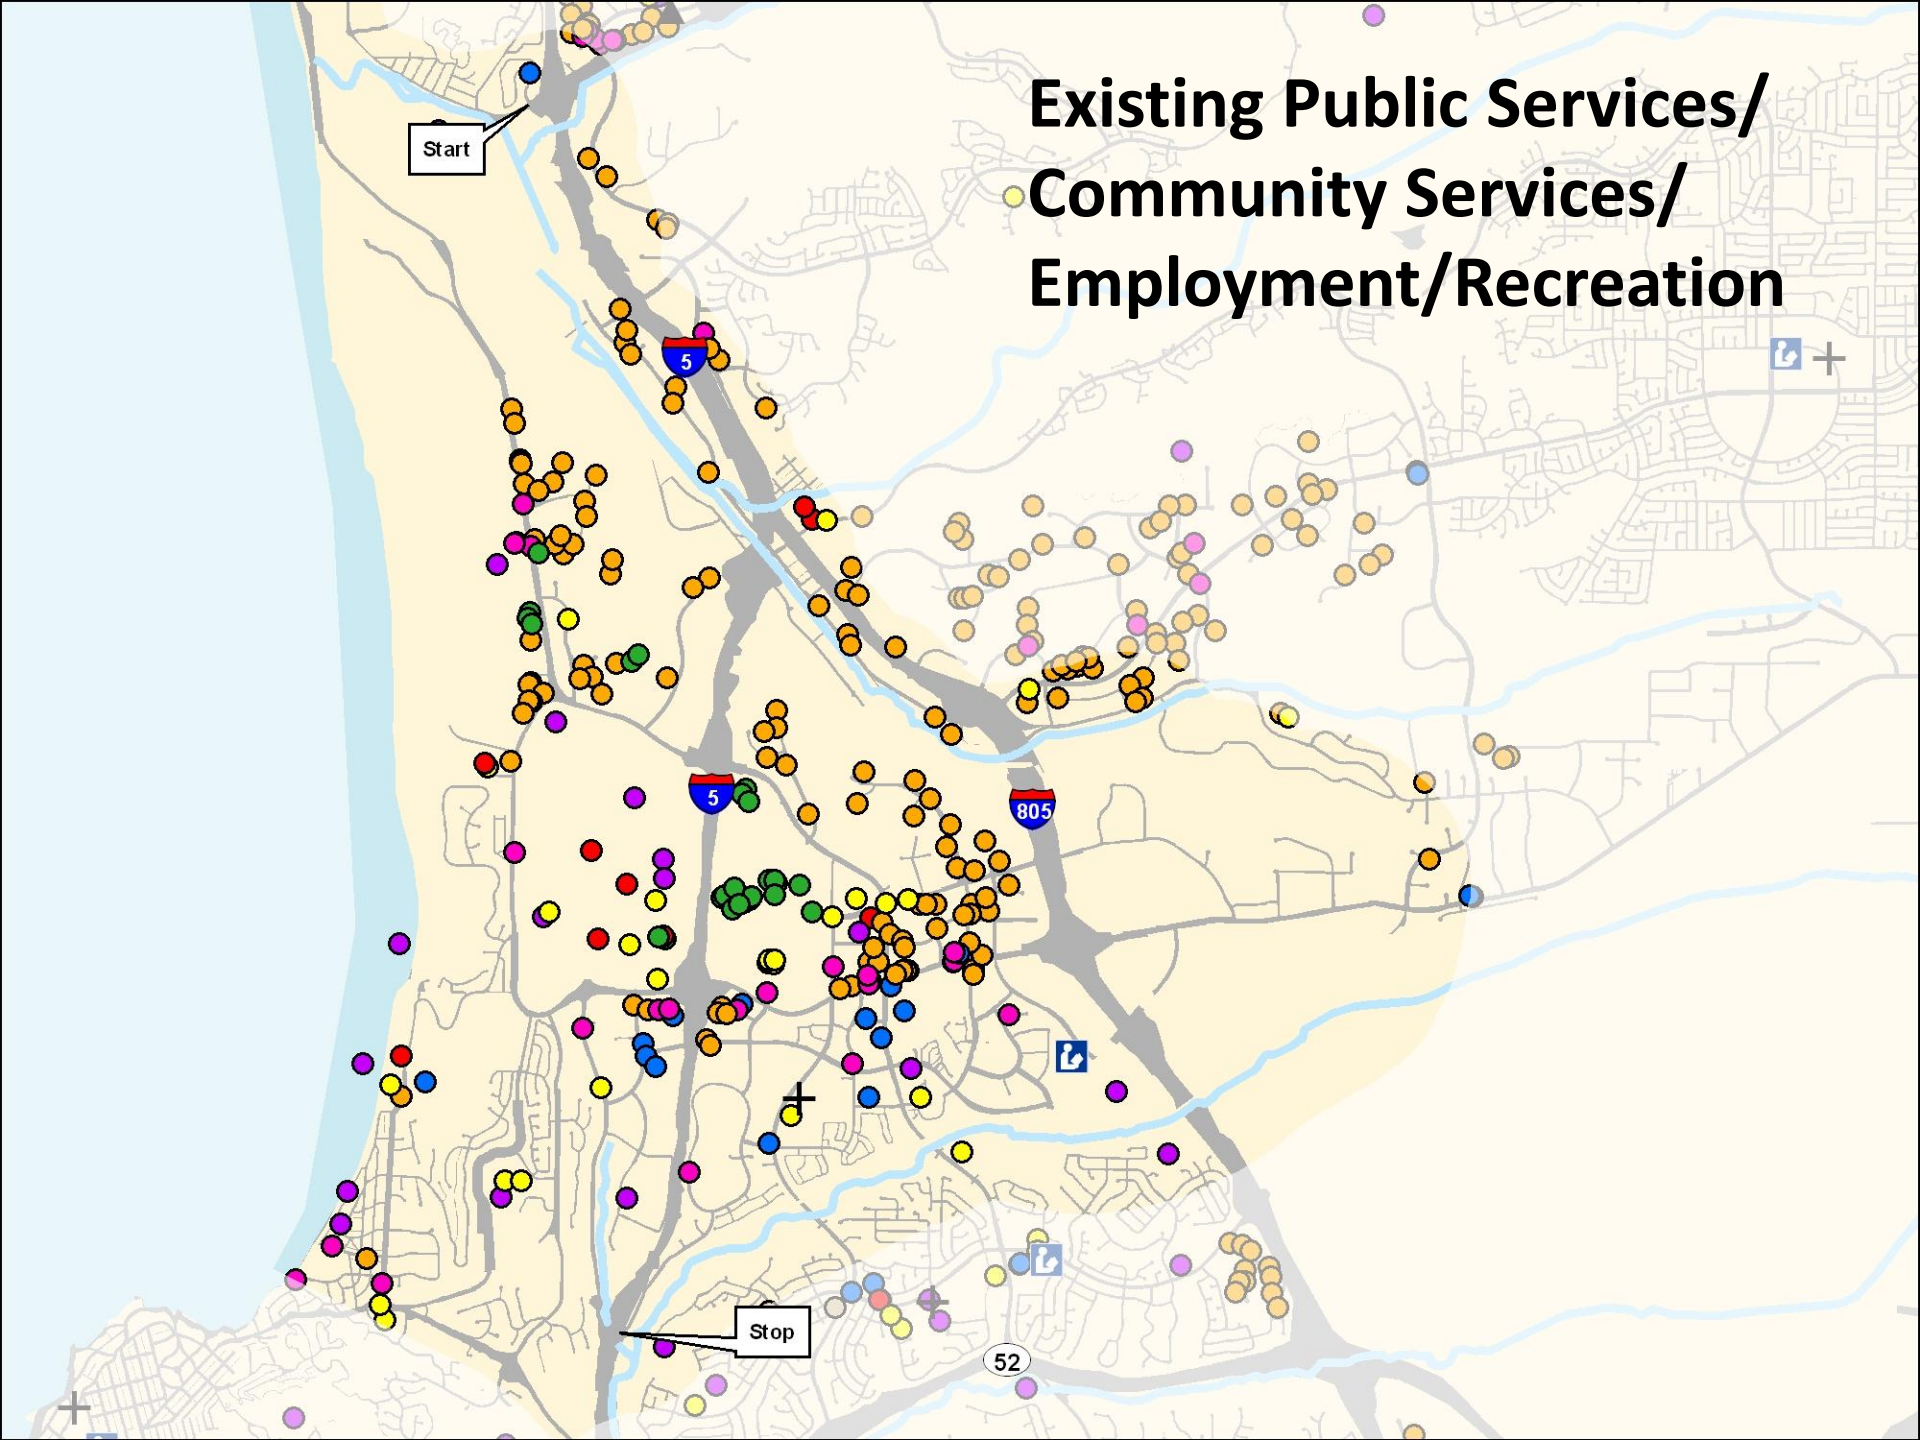 Existing Public Services/
Community Services/
Employment/Recreation
Start
5
5
805
Stop
52